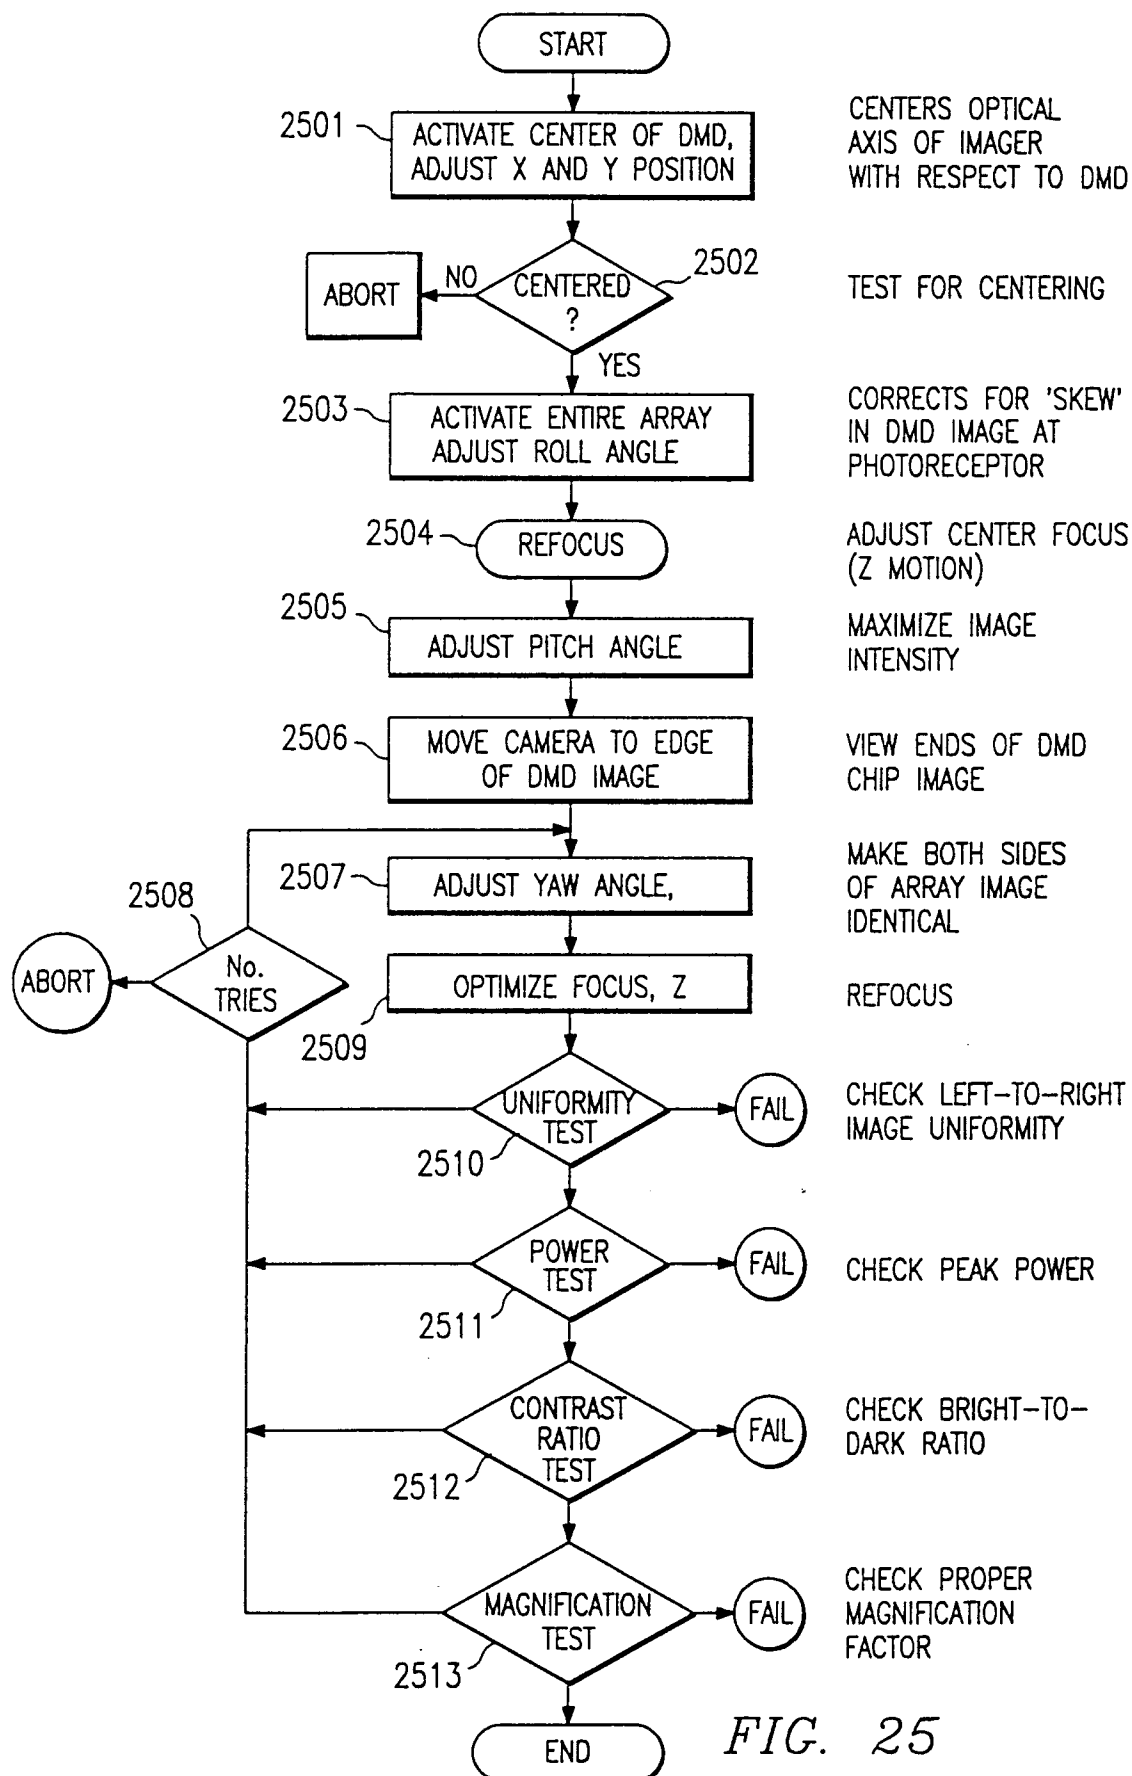 START
2501
ACTIVATE CENTER OF DMD,
ADJUST X AND Y POSITION
CENTERS OPTICAL
AXIS OF IMAGER
WITH RESPECT TO DMD
2502
CENTERED
?
NO
ABORT
YES
TEST FOR CENTERING
2503
ACTIVATE ENTIRE ARRAY
ADJUST ROLL ANGLE
CORRECTS FOR 'SKEW'
IN DMD IMAGE AT
PHOTORECEPTOR
2504
REFOCUS
ADJUST CENTER FOCUS
(Z MOTION)
2505
ADJUST PITCH ANGLE
MAXIMIZE IMAGE
INTENSITY
2506
MOVE CAMERA TO EDGE
OF DMD IMAGE
VIEW ENDS OF DMD
CHIP IMAGE
2507
ADJUST YAW ANGLE,
MAKE BOTH SIDES
OF ARRAY IMAGE
IDENTICAL
2508
No.
TRIES
ABORT
OPTIMIZE FOCUS, Z
2509
REFOCUS
UNIFORMITY
TEST
2510
FAIL
CHECK LEFT-TO-RIGHT
IMAGE UNIFORMITY
POWER
TEST
2511
FAIL
CHECK PEAK POWER
CONTRAST
RATIO
TEST
2512
FAIL
CHECK BRIGHT-TO-
DARK RATIO
MAGNIFICATION
TEST
2513
FAIL
CHECK PROPER
MAGNIFICATION
FACTOR
END
FIG. 25